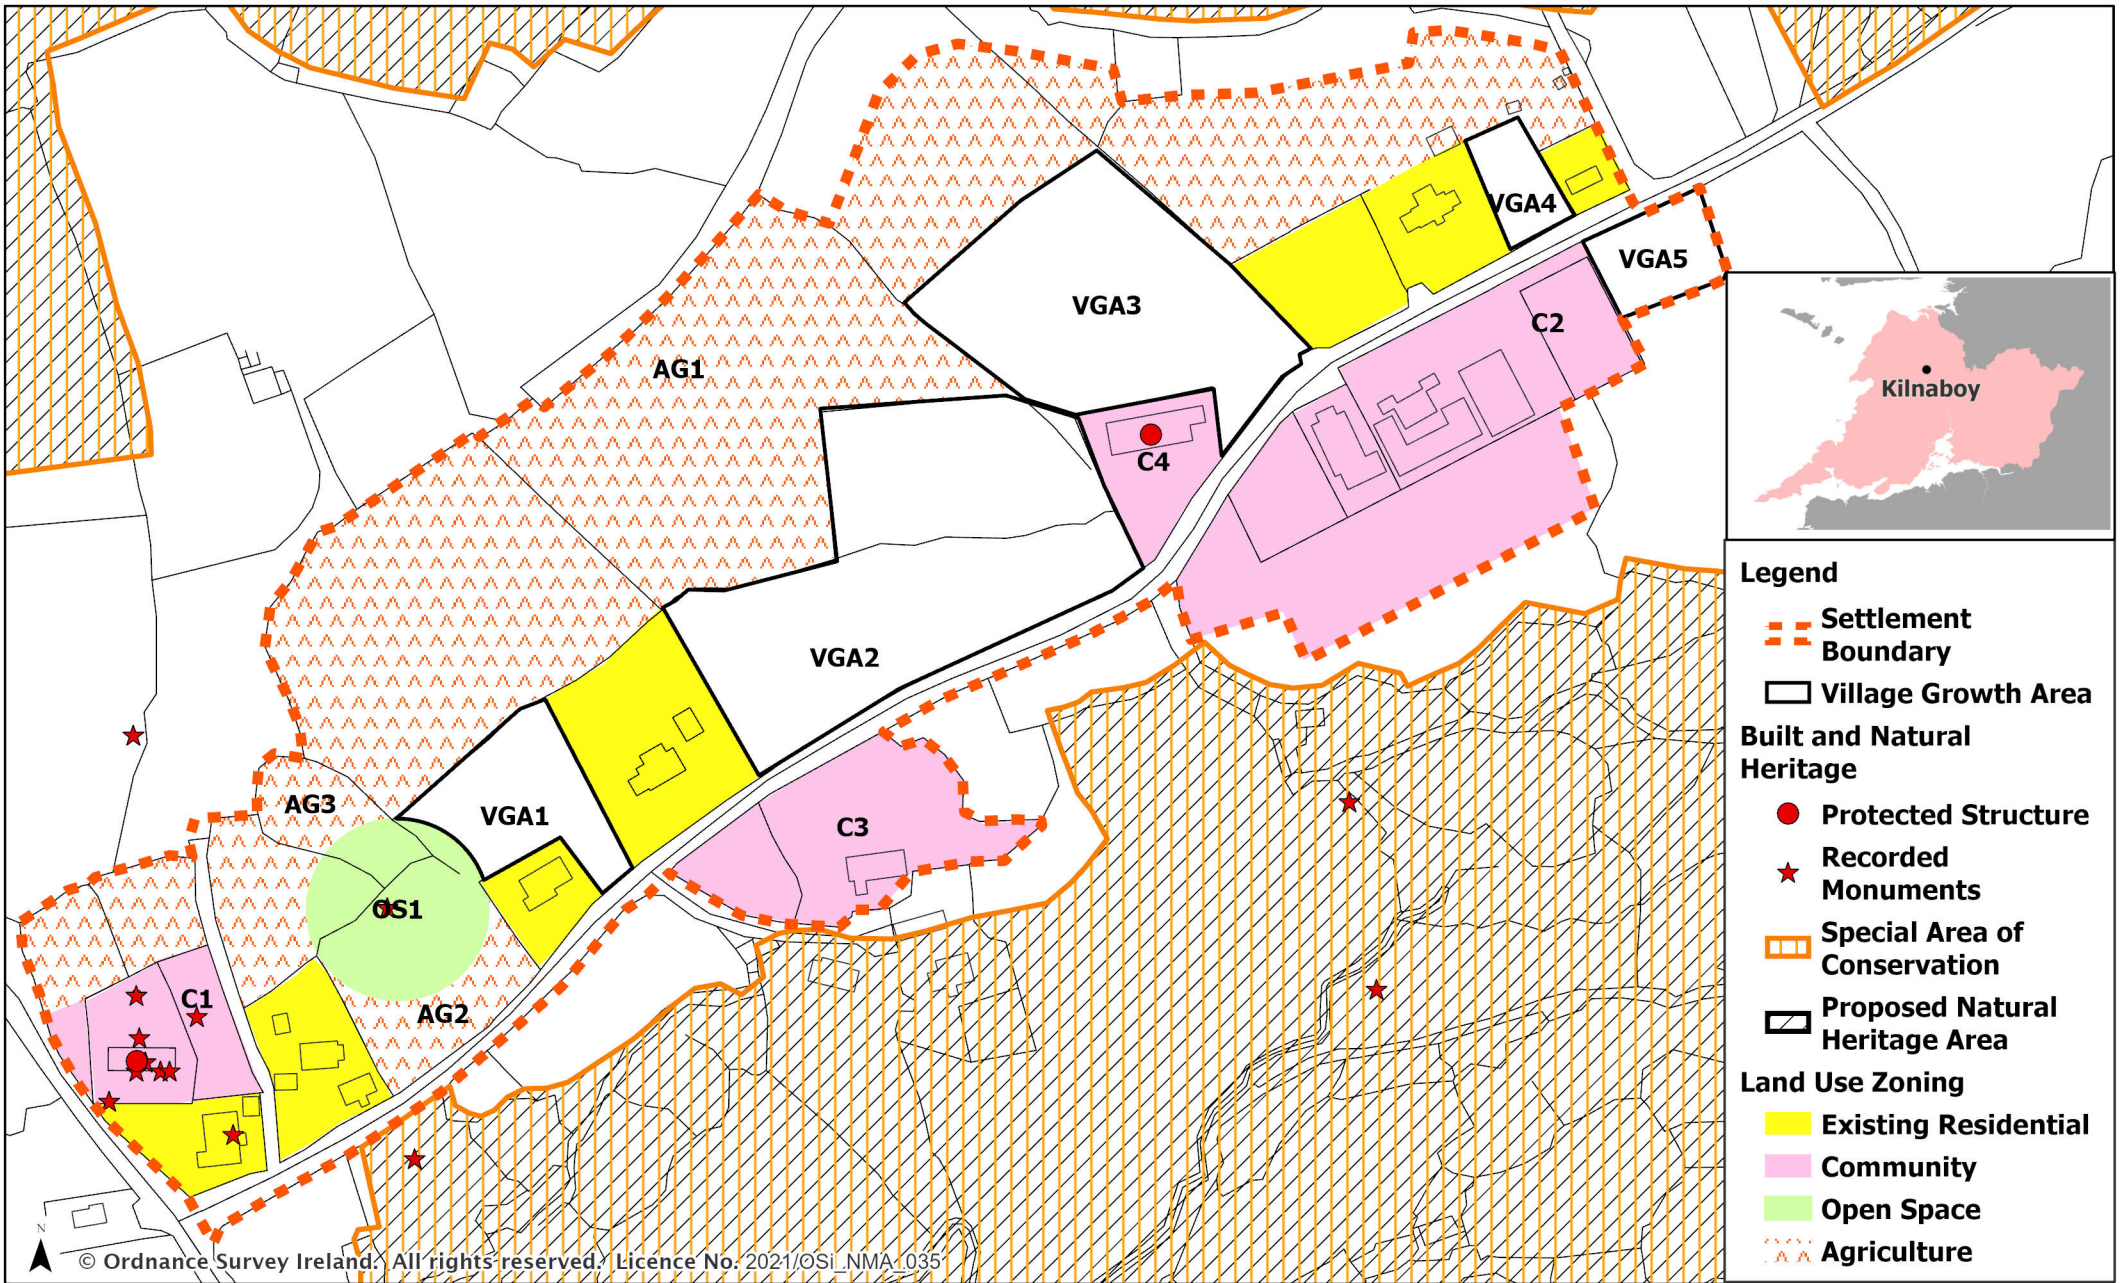 VGA4
VGA5
VGA3
C2
Kilnaboy
AG1
C4
VGA2
VGA1
AG3
C3
OS1
C1
AG2
Legend
Settlement
Boundary
Village Growth Area
Built and Natural
Heritage
Protected Structure
Recorded
Monuments
Special Area of
Conservation
Proposed Natural
Heritage Area
Land Use Zoning
Existing Residential
Community
Open Space
Agriculture
N
© Ordnance Survey Ireland. All rights reserved. Licence No. 2021/OSi_NMA_035